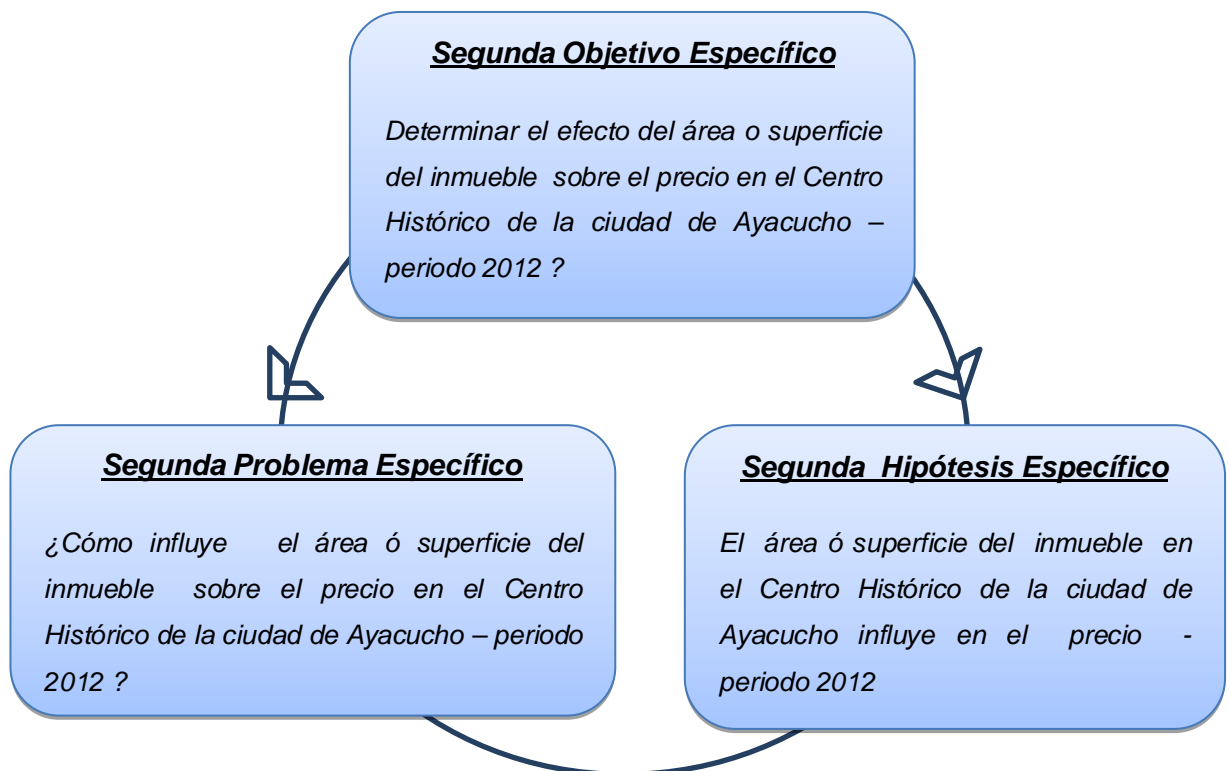 Segunda Objetivo Específico
Determinar el efecto del área o superficie
del inmueble sobre el precio en el Centro
Histórico de la ciudad de Ayacucho –
periodo 2012 ?
Segunda Problema Específico
¿Cómo influye el área ó superficie del
inmueble sobre el precio en el Centro
Histórico de la ciudad de Ayacucho – periodo
2012 ?
Segunda Hipótesis Específico
El área ó superficie del inmueble en
el Centro Histórico de la ciudad de
Ayacucho influye en el precio -
periodo 2012